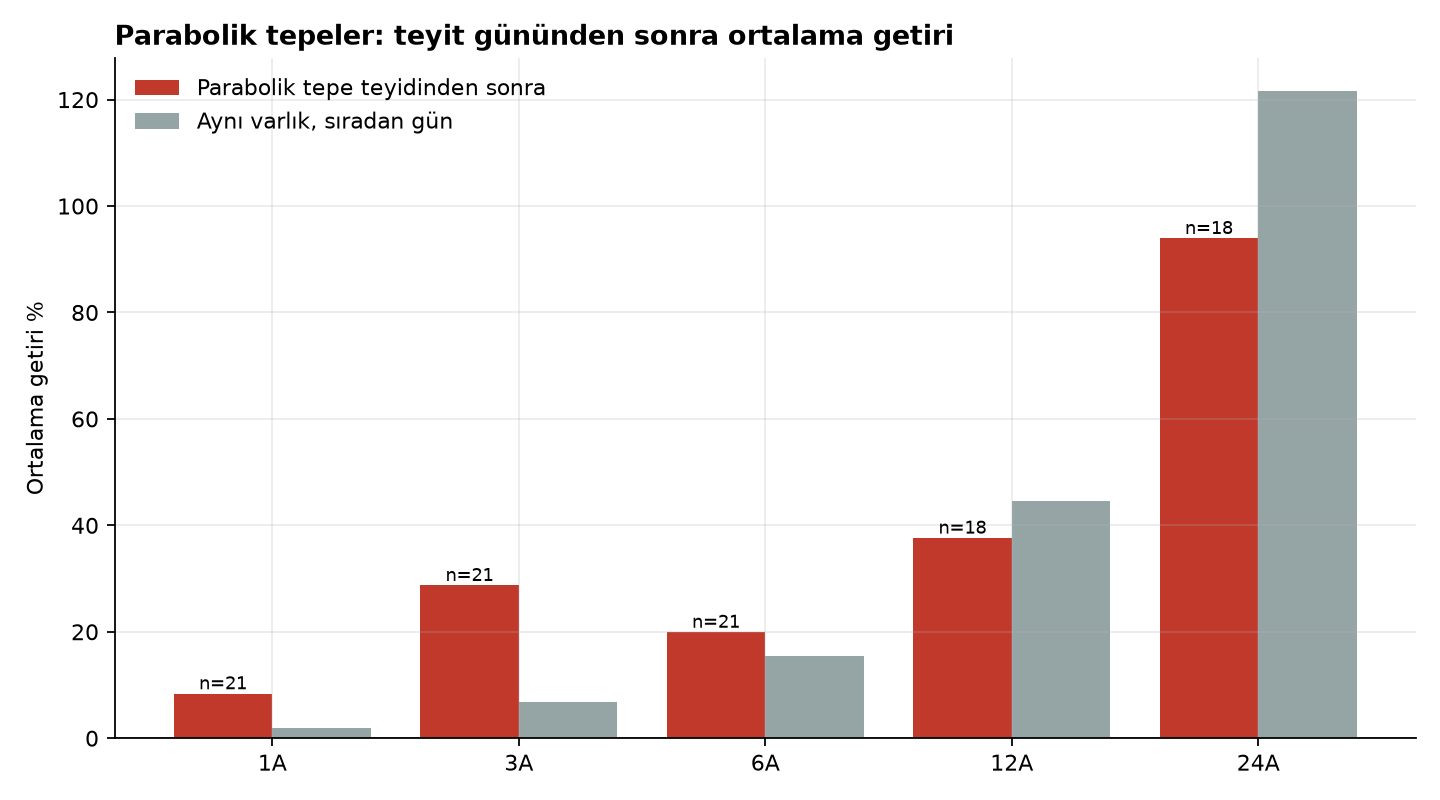 Parabolik tepeler: teyit gününden sonra ortalama getiri
Parabolik tepe teyidinden sonra
Aynı varlık, sıradan gün
Ortalama getiri %
120
100
80
60
40
20
0
n=21
n=21
n=21
n=18
n=18
1A
3A
6A
12A
24A